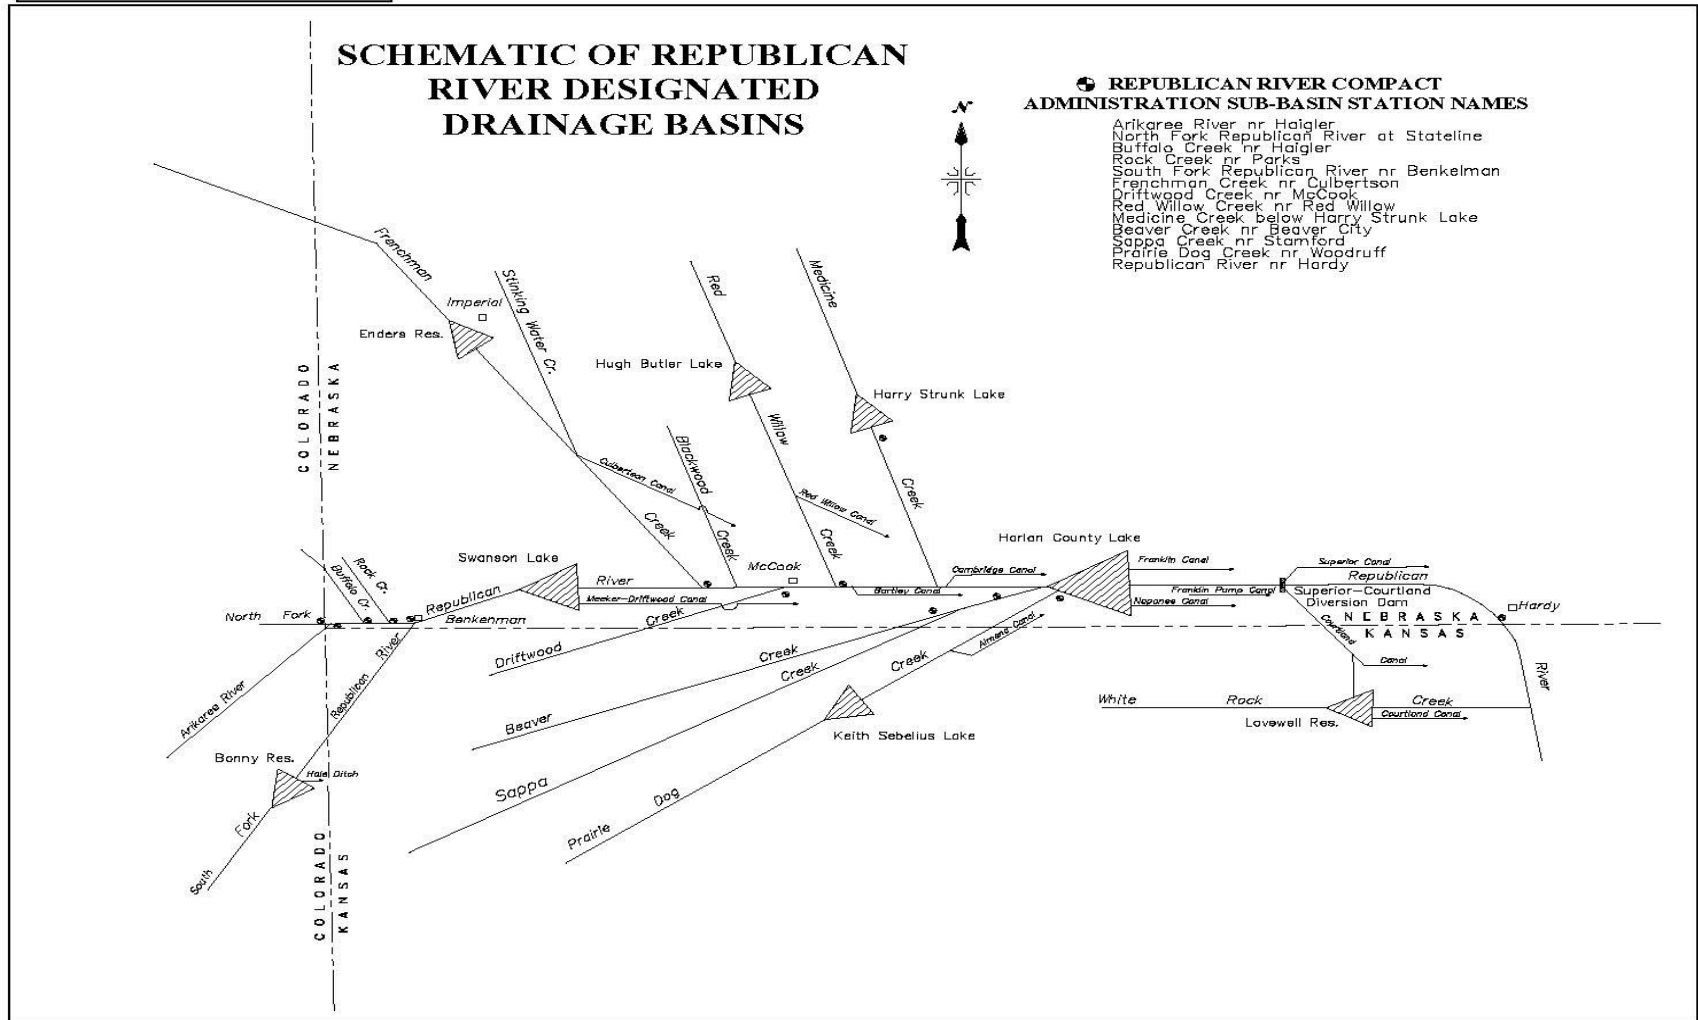 SCHEMATIC OF REPUBLICAN
RIVER DESIGNATED
DRAINAGE BASINS
REPUBLICAN RIVER COMPACT
ADMINISTRATION SUB-BASIN STATION NAMES
Arikaree River nr Haigler
North Fork Republican River at Stateline
Buffalo Creek nr Haigler
Rock Creek nr Parks
South Fork Republican River nr Benkelman
Frenchman Creek nr Culbertson
Driftwood Creek nr McCook
Red Willow Creek nr Red Willow
Medicine Creek below Harry Strunk Lake
Beaver Creek nr Beaver City
Sappa Creek nr Stamford
Prairie Dog Creek nr Woodruff
Republican River nr Hardy
N
Frenchman
Imperial
Enders Res.
Stinking Water Cr.
Red
Medicine
Hugh Butler Lake
Harry Strunk Lake
COLORADO
NEBRASKA
Willow
Blackwood
Culbertson Canal
Red Willow Canal
Creek
Creek
Creek
Creek
Harlan County Lake
Swanson Lake
McCook
Rock Cr.
Buffalo Cr.
River
Cambridge Canal
Franklin Canal
Superior Canal
Republican
Meeker-Driftwood Canal
Bartley Canal
Franklin Pump Canal
Naponee Canal
Superior-Courtland
Diversion Dam
Hardy
North Fork
Republican
Benkenman
NEBRASKA
KANSAS
Creek
Driftwood
Creek
Creek
Creek
Almena Canal
Courtland
Canal
River
River
Republican
Arikaree River
Beaver
White Rock Creek
Courtland Canal
Lovewell Res.
Keith Sebelius Lake
Bonny Res.
Hale Ditch
Sappa
Dog
Prairie
Fork
South
COLORADO
KANSAS